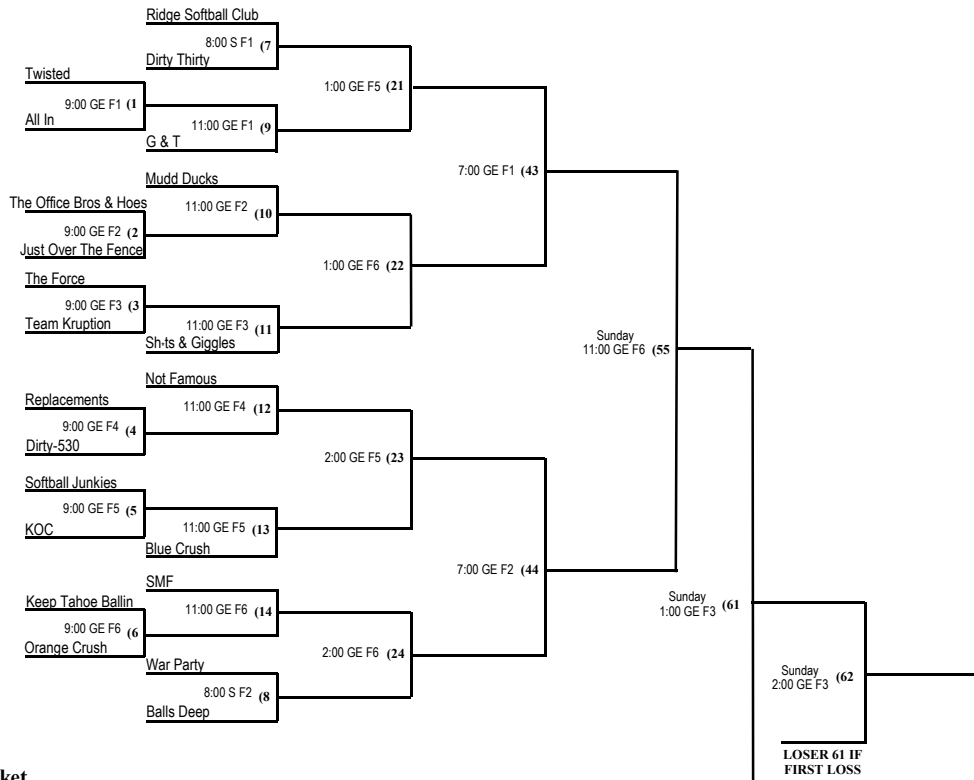 Ridge Softball Club
8:00 S F1 (7
Dirty Thirty
Twisted
1:00 GE F5 (21
9:00 GE F1 (1
All In
11:00 GE F1 (9
G & T
7:00 GE F1 (43
Mudd Ducks
The Office Bros & Hoes
11:00 GE F2 (10
9:00 GE F2 (2
Just Over The Fence
1:00 GE F6 (22
The Force
9:00 GE F3 (3
Team Kruption
11:00 GE F3 (11
Sh-ts & Giggles
Sunday
11:00 GE F6 (55
Not Famous
Replacements
11:00 GE F4 (12
9:00 GE F4 (4
Dirty-530
2:00 GE F5 (23
Softball Junkies
9:00 GE F5 (5
KOC
11:00 GE F5 (13
Blue Crush
7:00 GE F2 (44
SMF
Keep Tahoe Ballin
11:00 GE F6 (14
Sunday
1:00 GE F3 (61
9:00 GE F6 (6
Orange Crush
2:00 GE F6 (24
War Party
8:00 S F2 (8
Balls Deep
Sunday
2:00 GE F3 (62
LOSER 61 IF
FIRST LOSS
ket